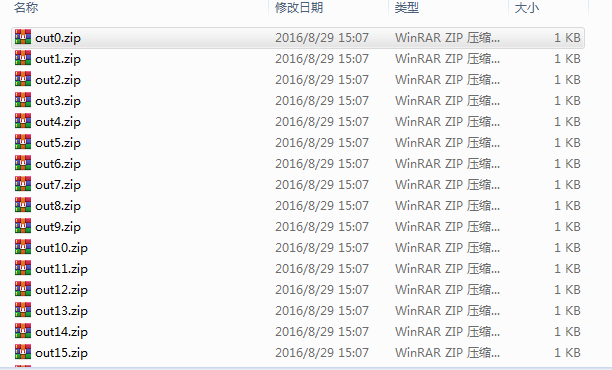 名称 修改日期 类型 大小
out0.zip 2016/8/29 15:07 WinRAR ZIP 压缩... 1 KB
out1.zip 2016/8/29 15:07 WinRAR ZIP 压缩... 1 KB
out2.zip 2016/8/29 15:07 WinRAR ZIP 压缩... 1 KB
out3.zip 2016/8/29 15:07 WinRAR ZIP 压缩... 1 KB
out4.zip 2016/8/29 15:07 WinRAR ZIP 压缩... 1 KB
out5.zip 2016/8/29 15:07 WinRAR ZIP 压缩... 1 KB
out6.zip 2016/8/29 15:07 WinRAR ZIP 压缩... 1 KB
out7.zip 2016/8/29 15:07 WinRAR ZIP 压缩... 1 KB
out8.zip 2016/8/29 15:07 WinRAR ZIP 压缩... 1 KB
out9.zip 2016/8/29 15:07 WinRAR ZIP 压缩... 1 KB
out10.zip 2016/8/29 15:07 WinRAR ZIP 压缩... 1 KB
out11.zip 2016/8/29 15:07 WinRAR ZIP 压缩... 1 KB
out12.zip 2016/8/29 15:07 WinRAR ZIP 压缩... 1 KB
out13.zip 2016/8/29 15:07 WinRAR ZIP 压缩... 1 KB
out14.zip 2016/8/29 15:07 WinRAR ZIP 压缩... 1 KB
out15.zip 2016/8/29 15:07 WinRAR ZIP 压缩... 1 KB